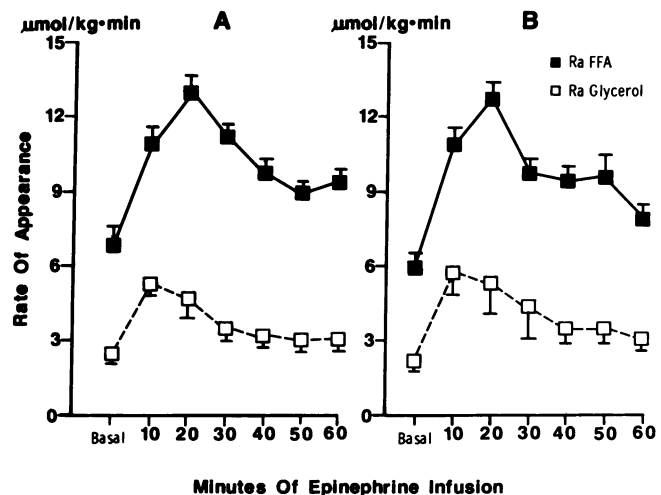 μmol/kg•min
A
μmol/kg•min
B
15
12
9
6
3
0
Rate Of Appearance
Basal 10 20 30 40 50 60
15
12
9
6
3
0
Ra FFA
Ra Glycerol
Basal 10 20 30 40 50 60
Minutes Of Epinephrine Infusion